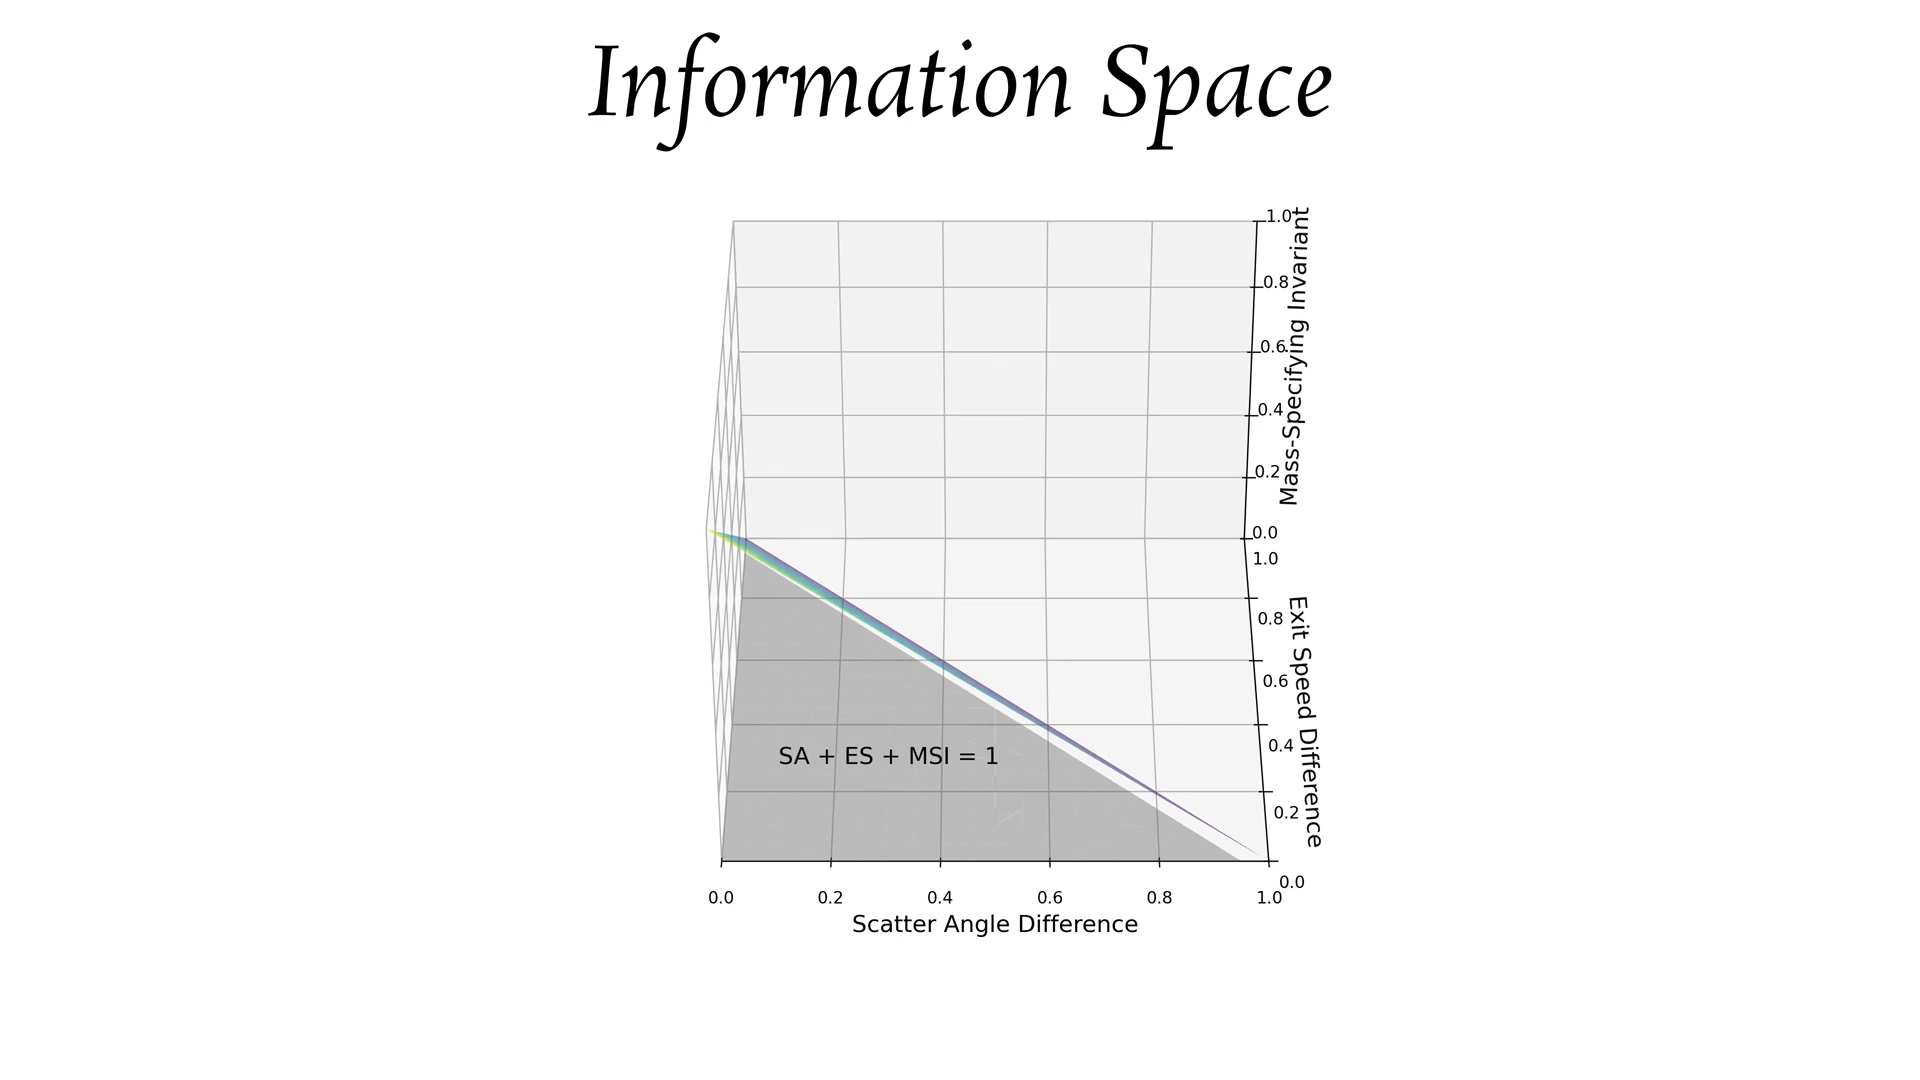 Information Space
1.0
0.8
0.6
0.4
0.2
0.0
Mass-Specifying Invariant
1.0
0.8
0.6
0.4
0.2
0.0
Exit Speed Difference
SA + ES + MSI = 1
0.0 0.2 0.4 0.6 0.8 1.0
Scatter Angle Difference